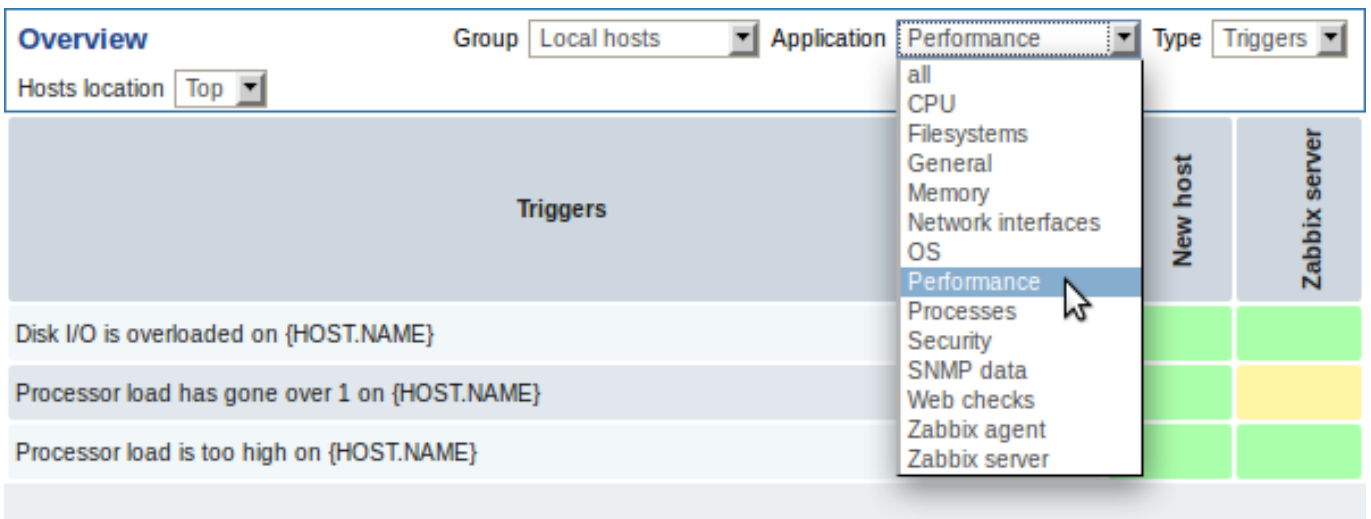 Overview Group Local hosts Application Performance Type Triggers
Hosts location Top
all
CPU
Filesystems
General
Memory
Network interfaces
OS
Performance
Processes
Security
SNMP data
Web checks
Zabbix agent
Zabbix server
Triggers New host Zabbix server
Disk I/O is overloaded on {HOST.NAME}
Processor load has gone over 1 on {HOST.NAME}
Processor load is too high on {HOST.NAME}